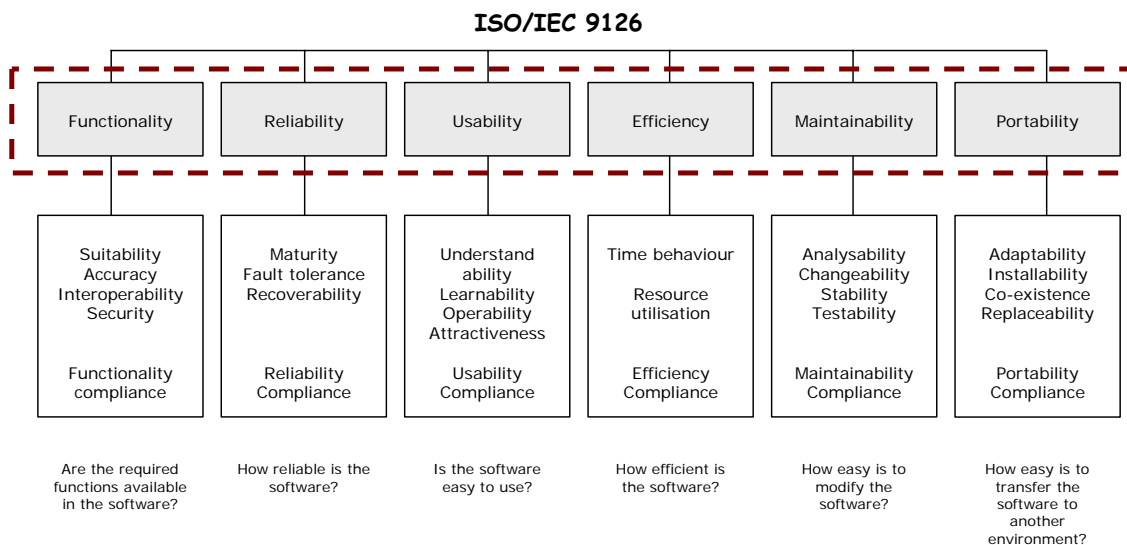 ISO/IEC 9126
Functionality
Reliability
Usability
Efficiency
Maintainability
Portability
Suitability
Accuracy
Interoperability
Security
Functionality
compliance
Maturity
Fault tolerance
Recoverability
Reliability
Compliance
Understand
ability
Learnability
Operability
Attractiveness
Usability
Compliance
Time behaviour
Resource
utilisation
Efficiency
Compliance
Analysability
Changeability
Stability
Testability
Maintainability
Compliance
Adaptability
Installability
Co-existence
Replaceability
Portability
Compliance
Are the required
functions available
in the software?
How reliable is the
software?
Is the software
easy to use?
How efficient is
the software?
How easy is to
modify the
software?
How easy is to
transfer the
software to
another
environment?